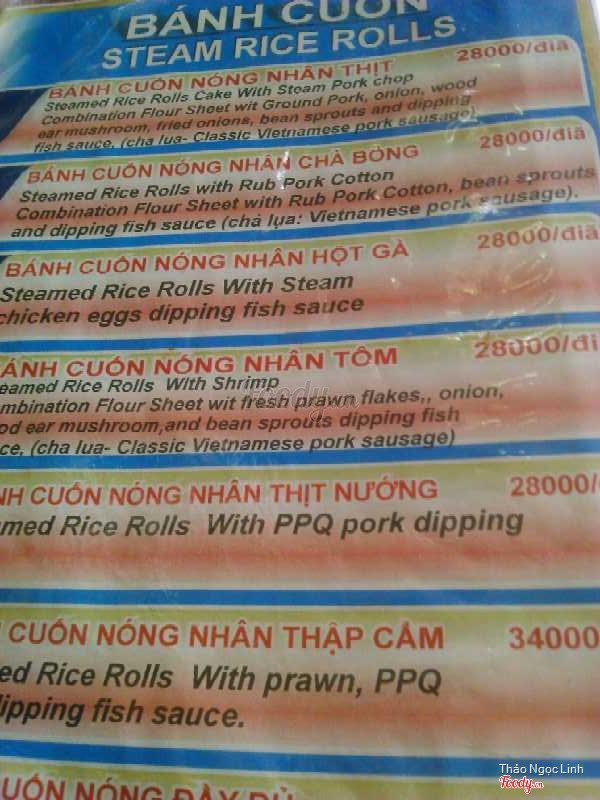 BÁNH CUỐN
STEAM RICE ROLLS
BÁNH CUỐN NÓNG NHÂN THỊT 28000/dĩa
Steamed Rice Rolls Cake With Steam Pork chop
Combination Flour Sheet wit Ground Pork, onion, wood
ear mushroom, fried onions, bean sprouts and dipping
fish sauce, (cha lua- Classic Vietnamese pork sausage)
BÁNH CUỐN NÓNG NHÂN CHÀ BÔNG 28000/dĩa
Steamed Rice Rolls with Rub Pork Cotton
Combination Flour Sheet with Rub Pork Cotton, bean sprouts
and dipping fish sauce (chả lụa: Vietnamese pork sausage).
BÁNH CUỐN NÓNG NHÂN HỘT GÀ 28000/dĩa
Steamed Rice Rolls With Steam
chicken eggs dipping fish sauce
ÁNH CUỐN NÓNG NHÂN TÔM 28000/dĩ
eamed Rice Rolls With Shrimp
mbination Flour Sheet wit fresh prawn flakes,, onion,
od ear mushroom,and bean sprouts dipping fish
ce, (cha lua- Classic Vietnamese pork sausage)
NH CUỐN NÓNG NHÂN THỊT NƯỚNG 28000/
med Rice Rolls With PPQ pork dipping
CUỐN NÓNG NHÂN THẬP CẨM 34000
ed Rice Rolls With prawn, PPQ
dipping fish sauce.
UỐN NÓNG ĐẦY ĐỦ
Foody
Thảo Ngọc Linh
Foody.vn